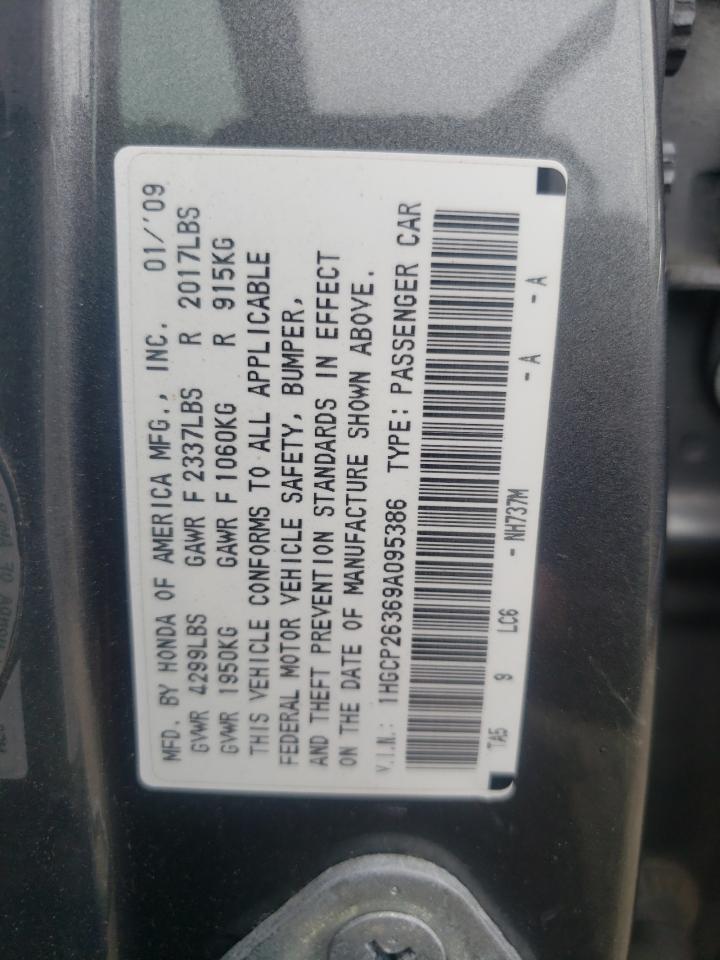 MFD. BY HONDA OF AMERICA MFG., INC. 01/'09
GVWR 4299LBS GAWR F 2337LBS R 2017LBS
GVWR 1950KG GAWR F 1060KG R 915KG
THIS VEHICLE CONFORMS TO ALL APPLICABLE
FEDERAL MOTOR VEHICLE SAFETY, BUMPER,
AND THEFT PREVENTION STANDARDS IN EFFECT
ON THE DATE OF MANUFACTURE SHOWN ABOVE.
V.I.N.: 1HGCP26369A095386 TYPE: PASSENGER CAR
TA5 9 LC6 - NH737M - A - A